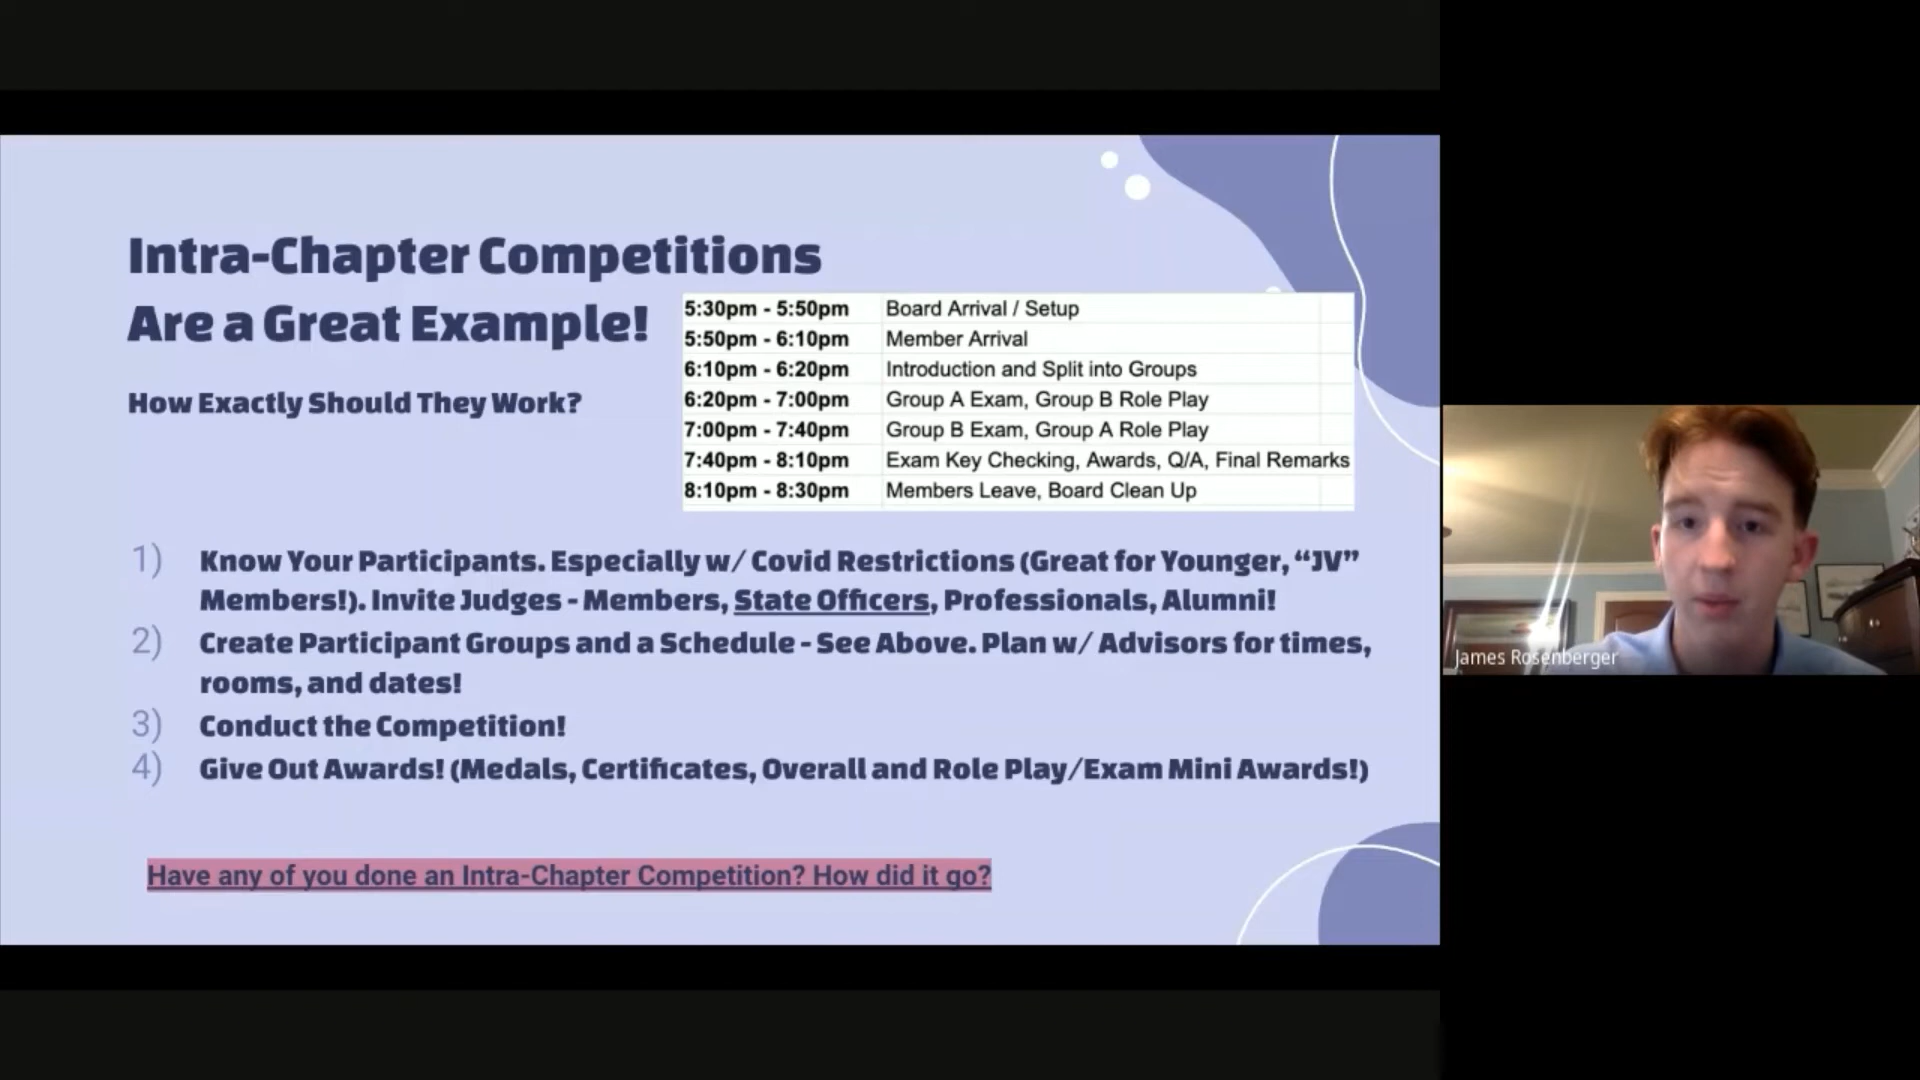 Intra-Chapter Competitions
Are a Great Example!
How Exactly Should They Work?
5:30pm - 5:50pm Board Arrival / Setup
5:50pm - 6:10pm Member Arrival
6:10pm - 6:20pm Introduction and Split into Groups
6:20pm - 7:00pm Group A Exam, Group B Role Play
7:00pm - 7:40pm Group B Exam, Group A Role Play
7:40pm - 8:10pm Exam Key Checking, Awards, Q/A, Final Remarks
8:10pm - 8:30pm Members Leave, Board Clean Up
1) Know Your Participants. Especially w/ Covid Restrictions (Great for Younger, “JV”
Members!). Invite Judges - Members, State Officers, Professionals, Alumni!
2) Create Participant Groups and a Schedule - See Above. Plan w/ Advisors for times,
rooms, and dates!
3) Conduct the Competition!
4) Give Out Awards! (Medals, Certificates, Overall and Role Play/Exam Mini Awards!)
Have any of you done an Intra-Chapter Competition? How did it go?
James Rosenberger